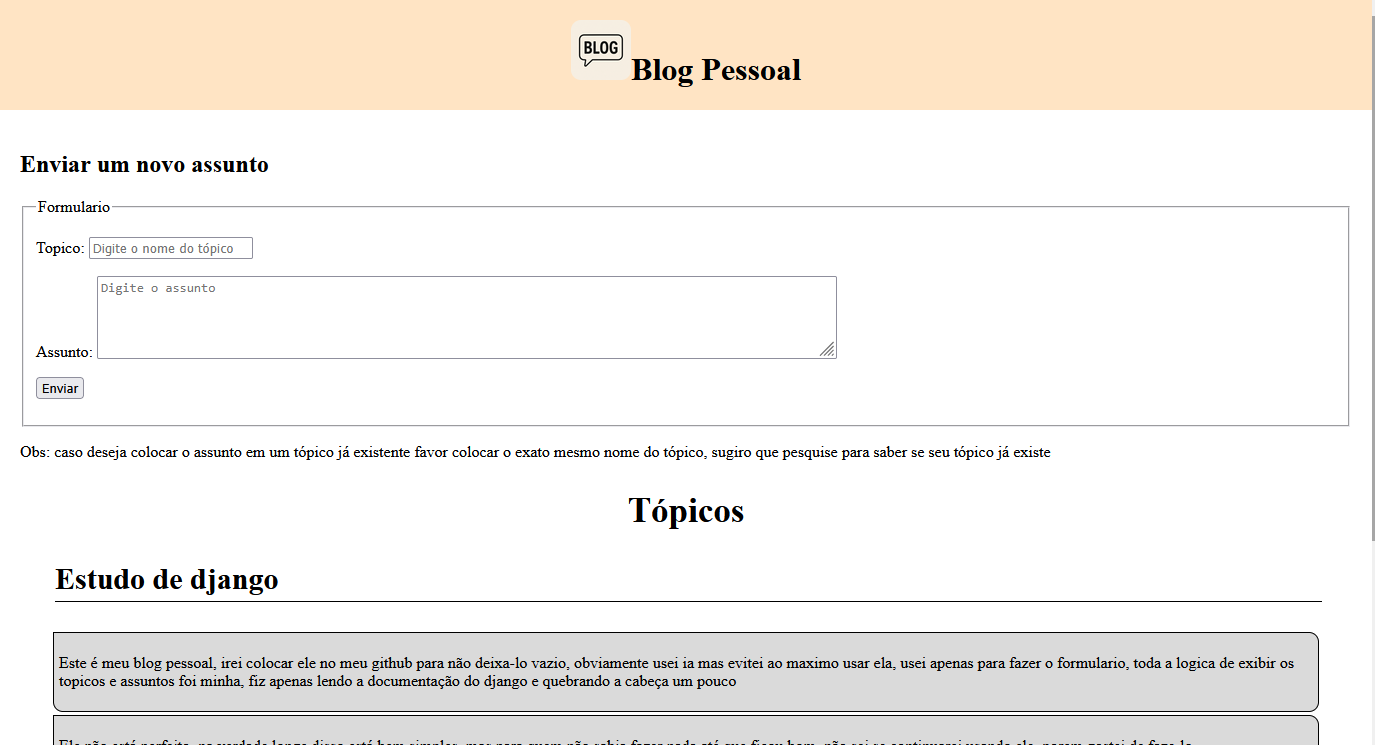 BLOG
Blog Pessoal
Enviar um novo assunto
Formulario
Topico: Digite o nome do tópico
Digite o assunto
Assunto:
Enviar
Obs: caso deseja colocar o assunto em um tópico já existente favor colocar o exato mesmo nome do tópico, sugiro que pesquise para saber se seu tópico já existe
Tópicos
Estudo de django
Este é meu blog pessoal, irei colocar ele no meu github para não deixa-lo vazio, obviamente usei ia mas evitei ao maximo usar ela, usei apenas para fazer o formulario, toda a logica de exibir os
topicos e assuntos foi minha, fiz apenas lendo a documentação do django e quebrando a cabeça um pouco